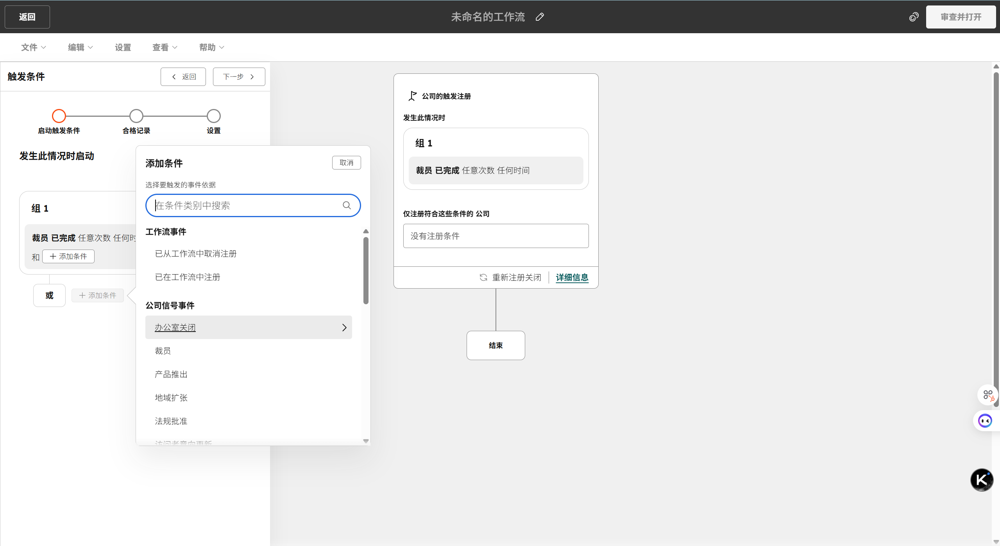 返回
未命名的工作流
审查并打开
文件
编辑
设置
查看
帮助
触发条件
返回
下一步
启动触发条件
合格记录
设置
发生此情况时启动
组 1
裁员 已完成 任意次数 任何时
和
添加条件
或
添加条件
添加条件
取消
选择要触发的事件依据
在条件类别中搜索
工作流事件
已从工作流中取消注册
已在工作流中注册
公司信号事件
办公室关闭
裁员
产品推出
地域扩张
法规批准
访问者意向更新
公司的触发注册
发生此情况时
组 1
裁员 已完成 任意次数 任何时间
仅注册符合这些条件的 公司
没有注册条件
重新注册关闭
详细信息
结束
K